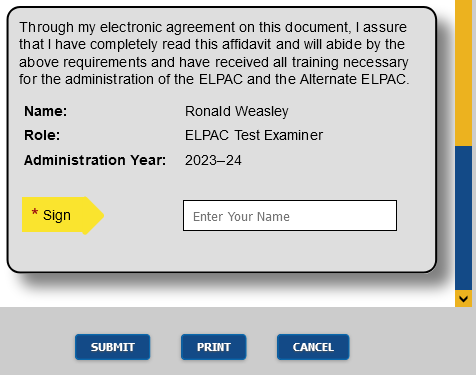 Through my electronic agreement on this document, I assure
that I have completely read this affidavit and will abide by the
above requirements and have received all training necessary
for the administration of the ELPAC and the Alternate ELPAC.
Name: Ronald Weasley
Role: ELPAC Test Examiner
Administration Year: 2023–24
* Sign Enter Your Name
SUBMIT PRINT CANCEL